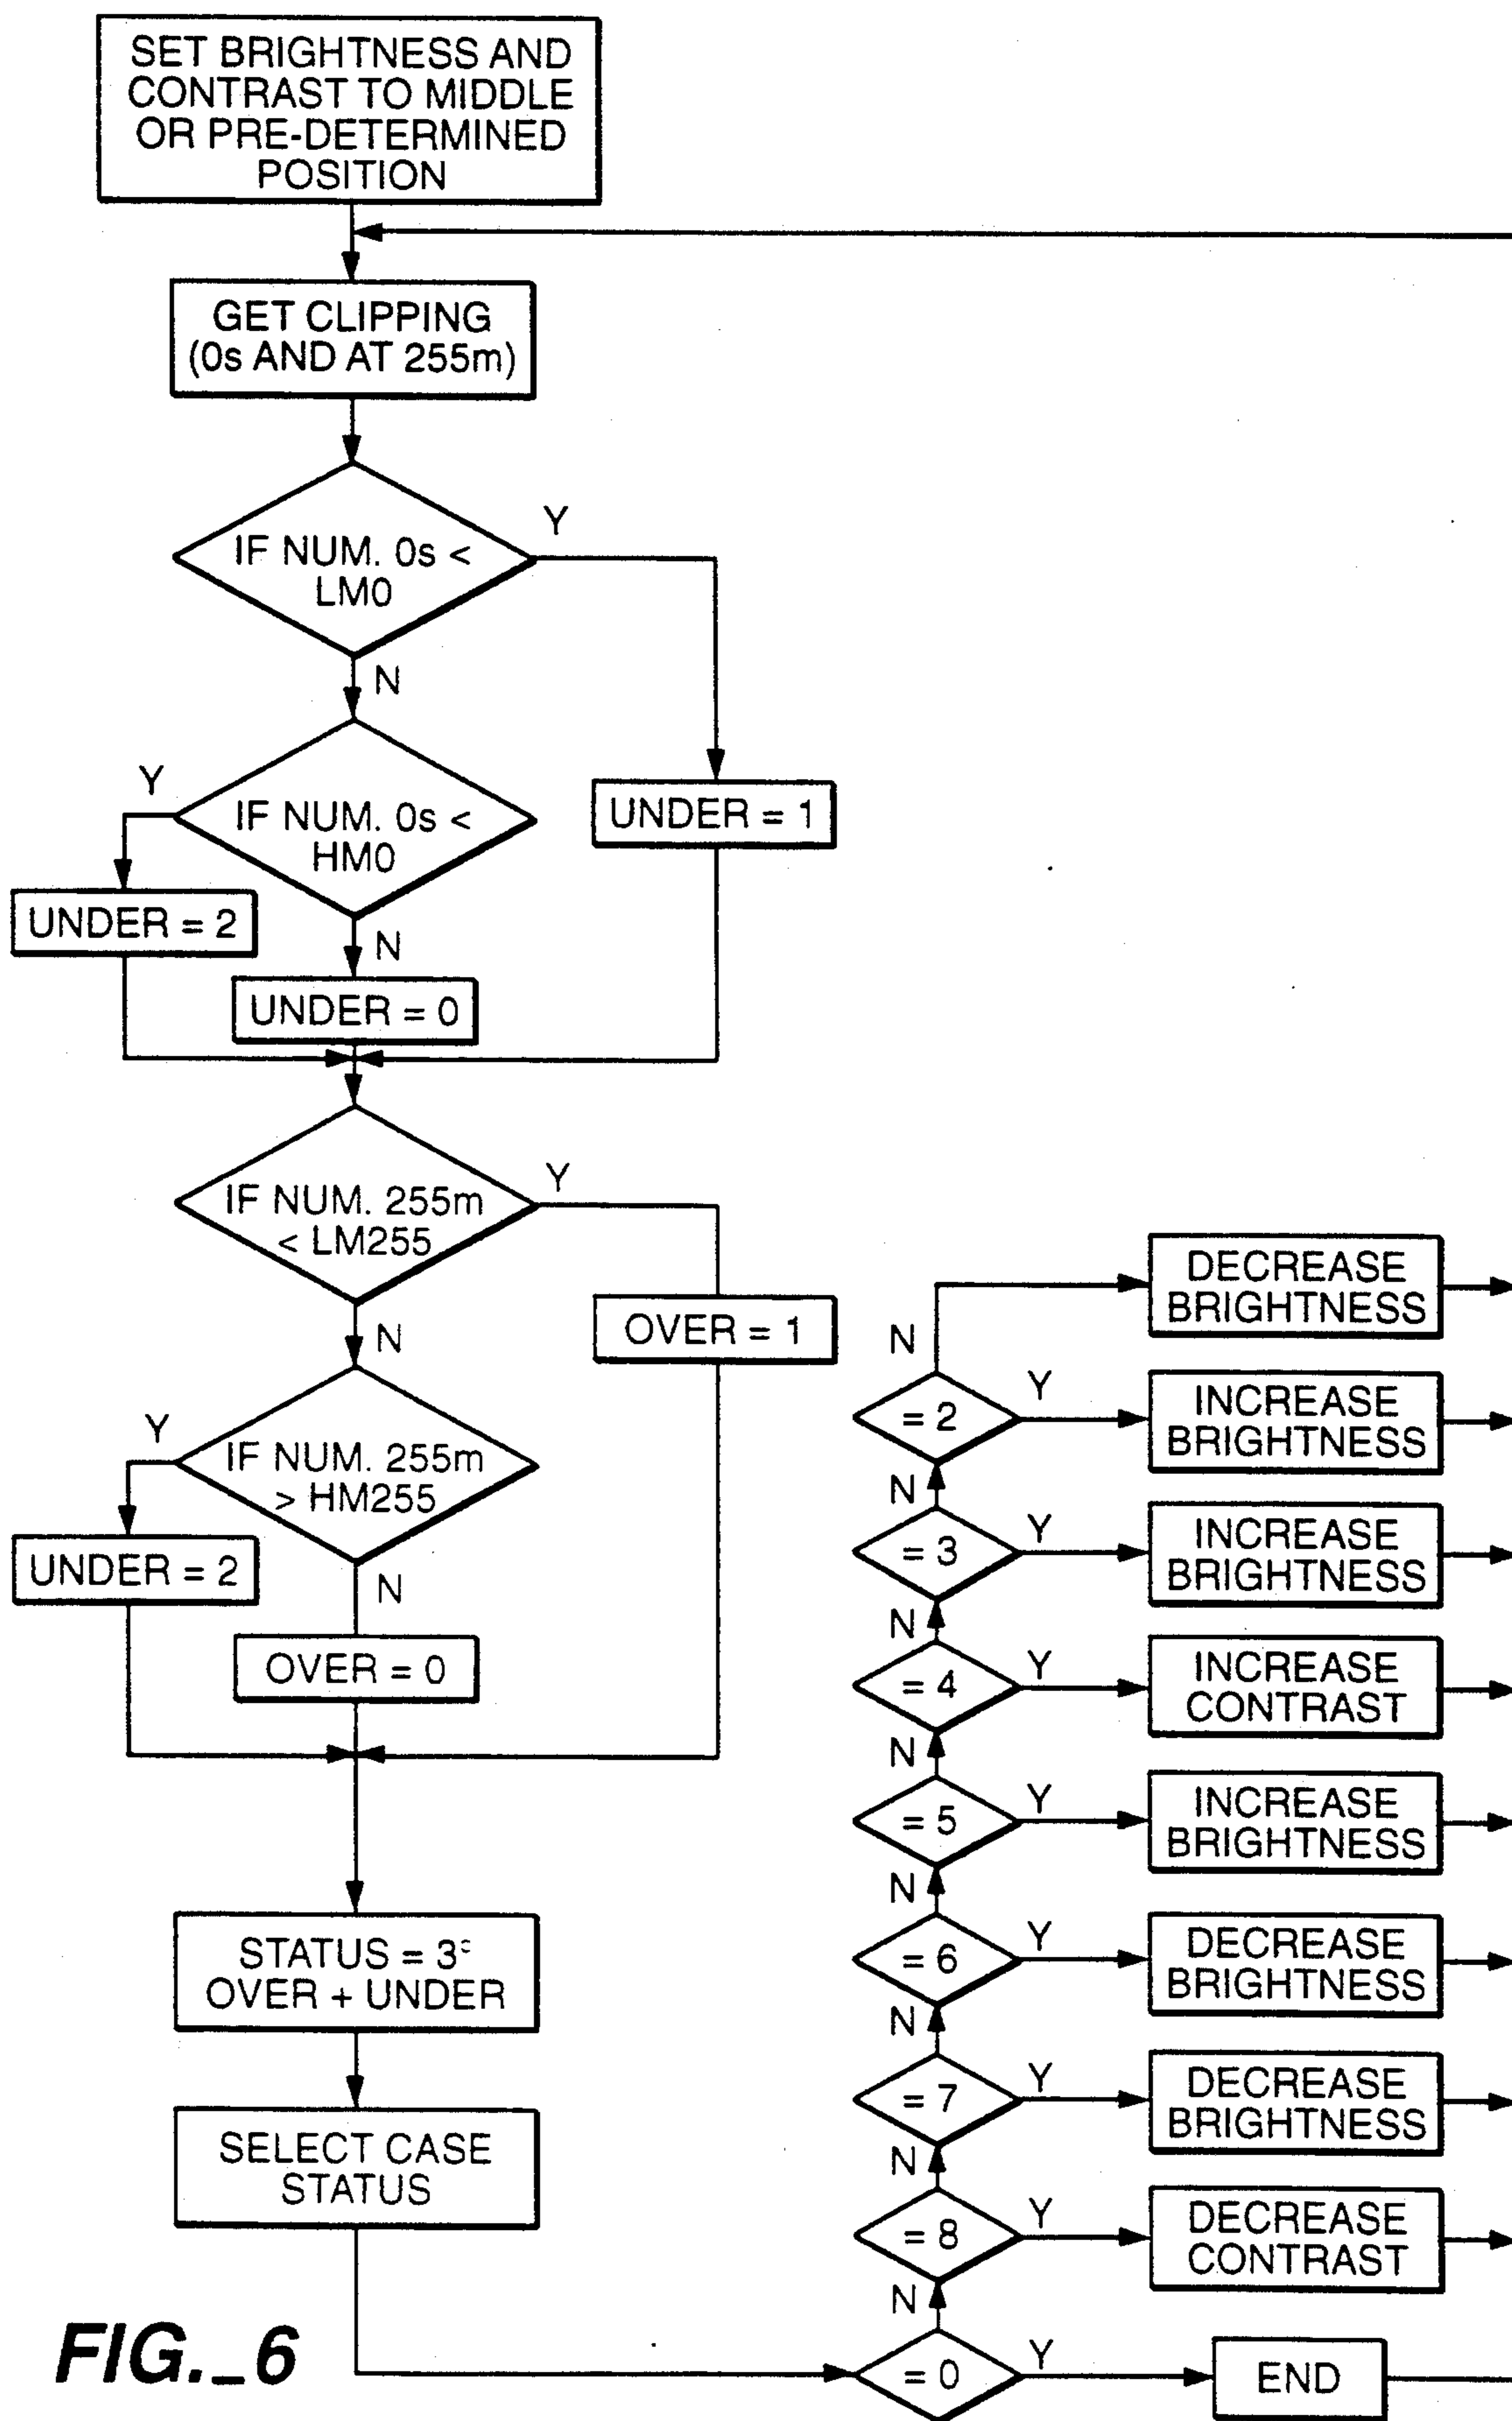 SET BRIGHTNESS AND
CONTRAST TO MIDDLE
OR PRE-DETERMINED
POSITION
GET CLIPPING
(0s AND AT 255m)
IF NUM. 0s <
LM0
Y
N
IF NUM. 0s <
HM0
Y
UNDER = 1
UNDER = 2
N
UNDER = 0
IF NUM. 255m
< LM255
Y
N
OVER = 1
IF NUM. 255m
> HM255
Y
UNDER = 2
N
OVER = 0
STATUS = 3*
OVER + UNDER
SELECT CASE
STATUS
DECREASE
BRIGHTNESS
N
= 2
Y
INCREASE
BRIGHTNESS
N
= 3
Y
INCREASE
BRIGHTNESS
N
= 4
Y
INCREASE
CONTRAST
N
= 5
Y
INCREASE
BRIGHTNESS
N
= 6
Y
DECREASE
BRIGHTNESS
N
= 7
Y
DECREASE
BRIGHTNESS
N
= 8
Y
DECREASE
CONTRAST
N
= 0
Y
END
FIG._6